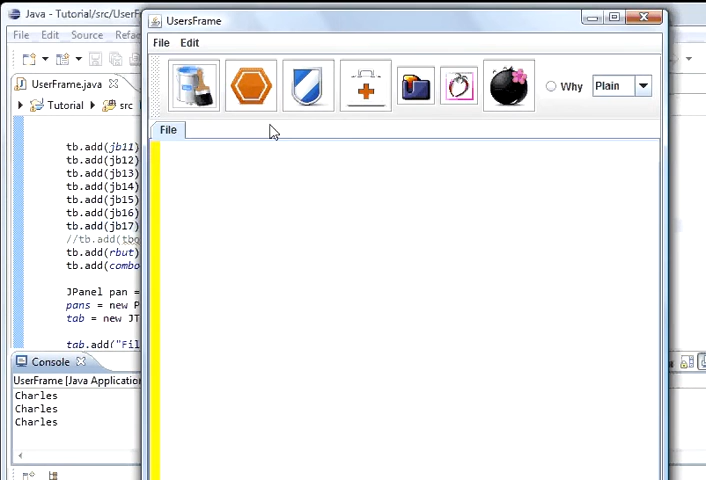 Java - Tutorial/src/UserF
File Edit Source Refac
UserFrame.java
Tutorial src
tb.add(jb11)
tb.add(jb12)
tb.add(jb13)
tb.add(jb14)
tb.add(jb15)
tb.add(jb16)
tb.add(jb17)
//tb.add(tbo
tb.add(rbut)
tb.add(combo
JPanel pan =
pans = new P
tab = new JT
tab.add("Fil
Console
UserFrame [Java Application
Charles
Charles
Charles
UsersFrame
File Edit
Why Plain
File